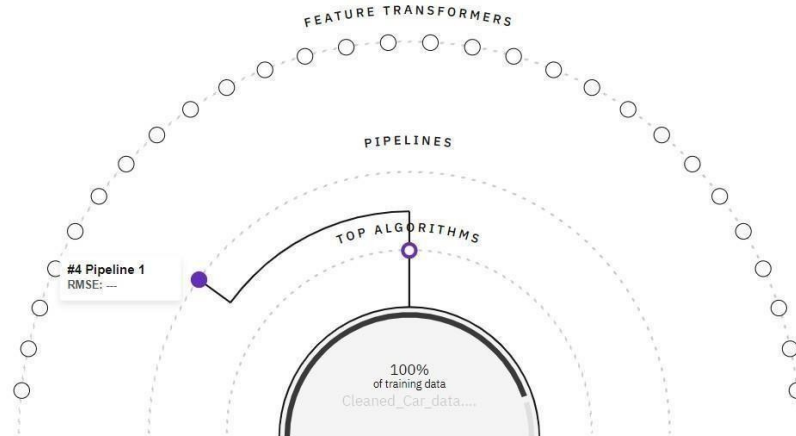 FEATURE TRANSFORMERS
PIPELINES
TOP ALGORITHMS
#4 Pipeline 1
RMSE: ---
100%
of training data
Cleaned_Car_data....